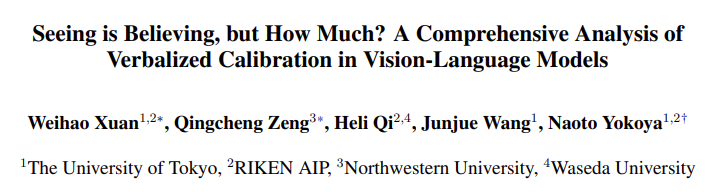 Seeing is Believing, but How Much? A Comprehensive Analysis of
Verbalized Calibration in Vision-Language Models
Weihao Xuan1,2*, Qingcheng Zeng3*, Heli Qi2,4, Junjue Wang1, Naoto Yokoya1,2†
1The University of Tokyo, 2RIKEN AIP, 3Northwestern University, 4Waseda University